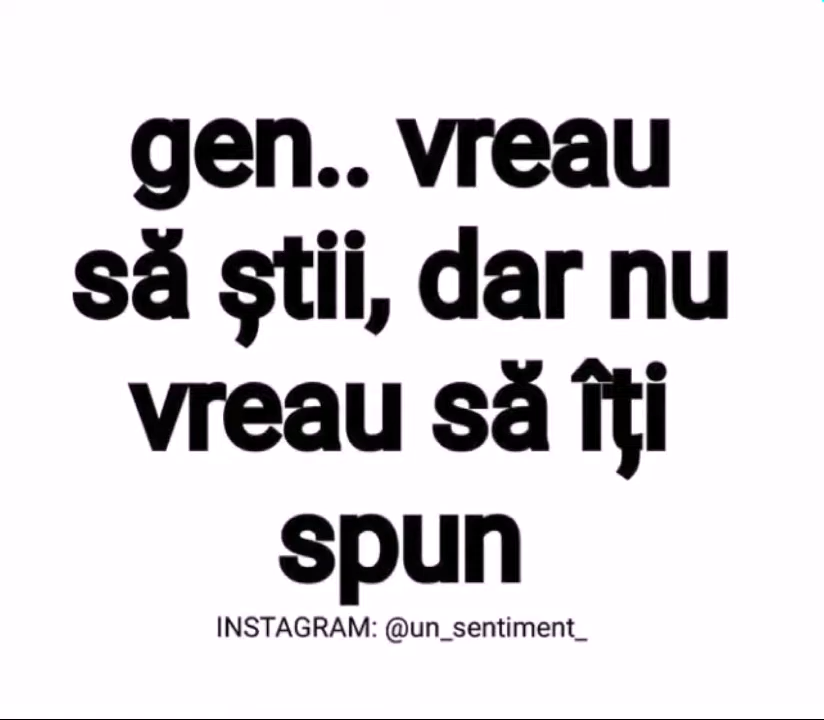 gen.. vreau
să știi, dar nu
vreau să îți
spun
INSTAGRAM: @un_sentiment_